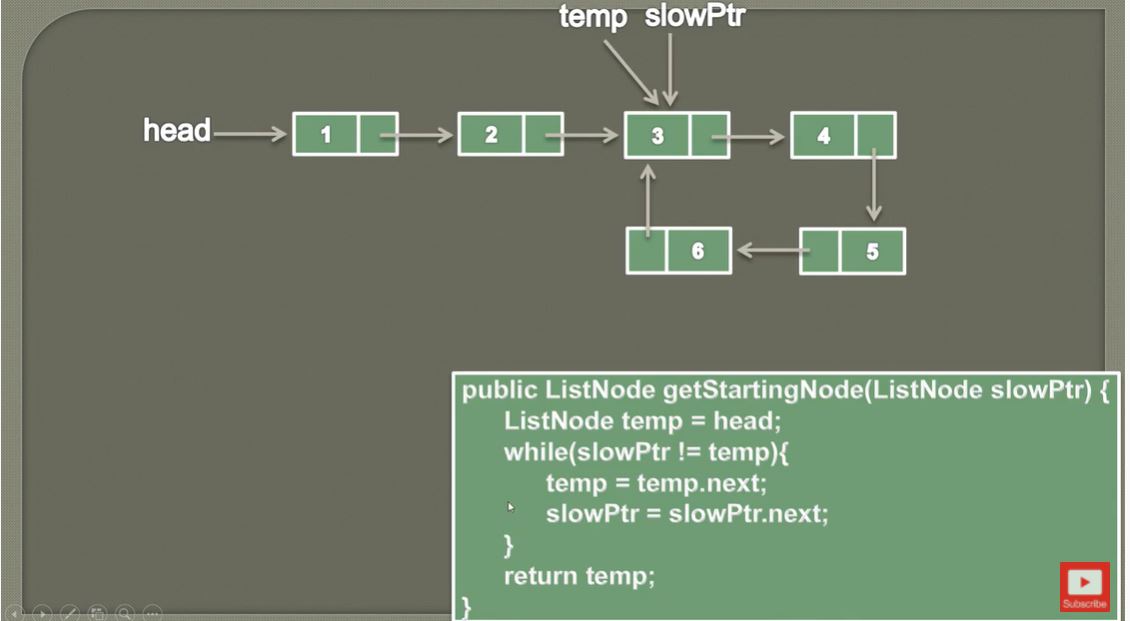 temp slowPtr
head 1 2 3 4
6 5
public ListNode getStartingNode(ListNode slowPtr) {
ListNode temp = head;
while(slowPtr != temp){
temp = temp.next;
slowPtr = slowPtr.next;
}
return temp;
}
Subscribe